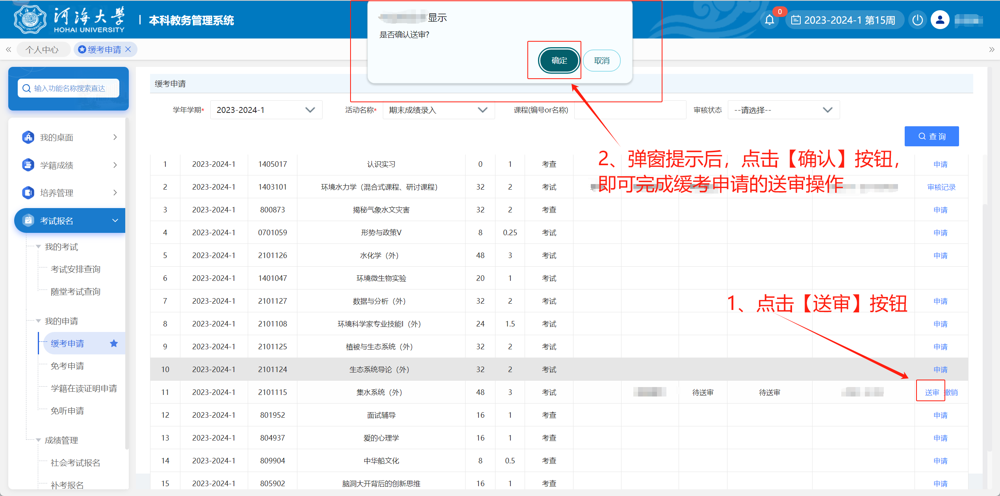 河海大学
HOHAI UNIVERSITY
本科教务管理系统
显示
是否确认送审?
确定
取消
0
2023-2024-1 第15周
个人中心
缓考申请
输入功能名称搜索直达
我的桌面
学籍成绩
培养管理
考试报名
我的考试
考试安排查询
随堂考试查询
我的申请
缓考申请
免考申请
学籍在读证明申请
免听申请
成绩管理
社会考试报名
补考报名
缓考申请
学年学期* 2023-2024-1
活动名称* 期末成绩录入
课程(编号or名称)
审核状态 --请选择--
查 询
1 2023-2024-1 1405017 认识实习 0 1 考查 申请
2 2023-2024-1 1403101 环境水力学（混合式课程、研讨课程） 32 2 考试 审核记录
3 2023-2024-1 800873 揭秘气象水文灾害 32 2 考查 申请
4 2023-2024-1 0701059 形势与政策V 8 0.25 考试 申请
5 2023-2024-1 2101126 水化学（外） 48 3 考试 申请
6 2023-2024-1 1401047 环境微生物实验 20 1 考试
7 2023-2024-1 2101127 数据与分析（外） 32 2 考试 申请
8 2023-2024-1 2101108 环境科学家专业技能I（外） 24 1.5 考试 申请
9 2023-2024-1 2101125 植被与生态系统（外） 32 2 考试 申请
10 2023-2024-1 2101124 生态系统导论（外） 32 2 考试 申请
11 2023-2024-1 2101115 集水系统（外） 48 3 考试 待送审 待送审 送审 撤销
12 2023-2024-1 801952 面试辅导 16 1 考查 申请
13 2023-2024-1 804937 爱的心理学 16 1 考查 申请
14 2023-2024-1 809904 中华船文化 8 0.5 考查 申请
15 2023-2024-1 805902 脑洞大开背后的创新思维 16 1 考查 申请
2、弹窗提示后，点击【确认】按钮，
即可完成缓考申请的送审操作
1、点击【送审】按钮